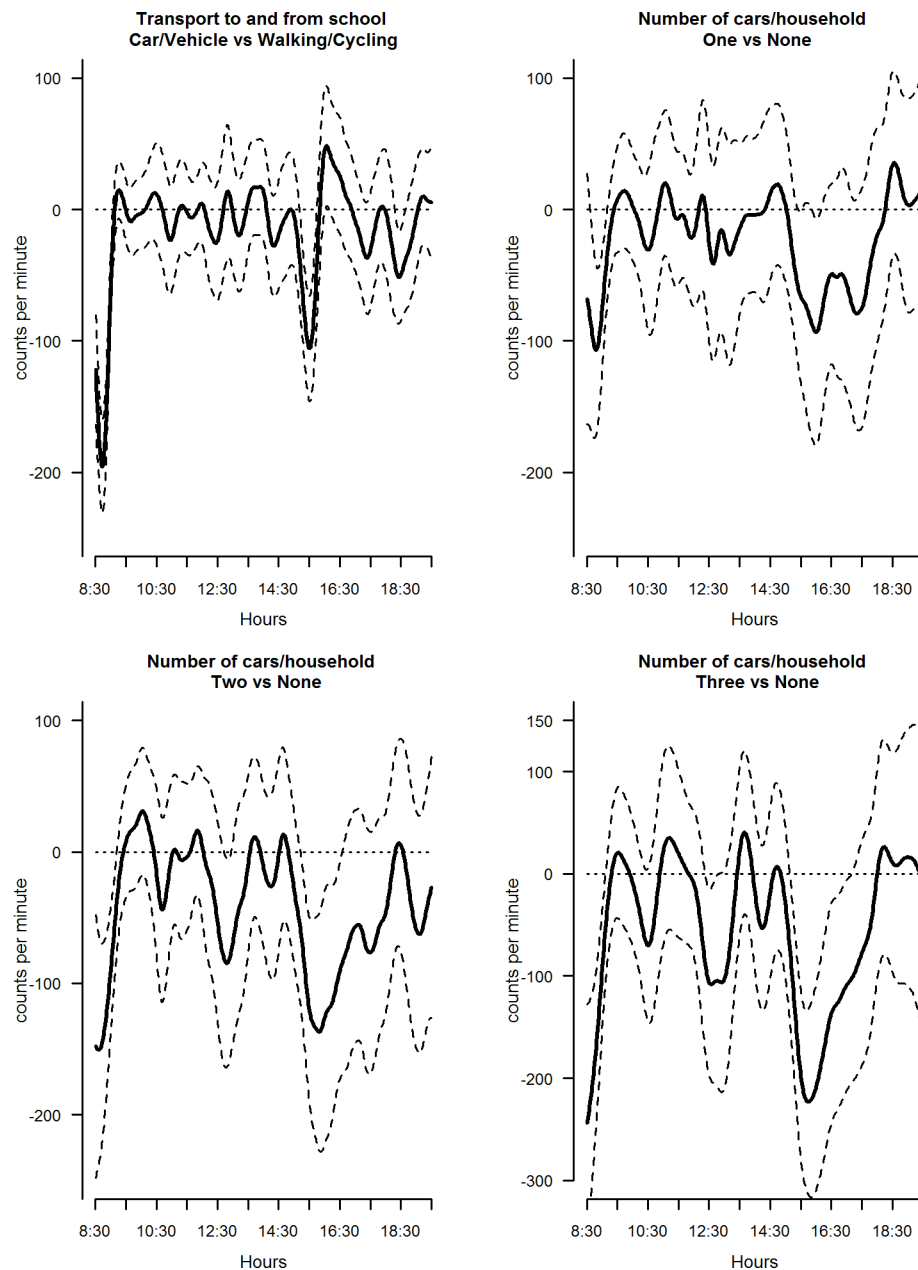 Transport to and from school
Car/Vehicle vs Walking/Cycling
100
0
-100
-200
counts per minute
8:30 10:30 12:30 14:30 16:30 18:30
Hours
Number of cars/household
One vs None
100
0
-100
-200
counts per minute
8:30 10:30 12:30 14:30 16:30 18:30
Hours
Number of cars/household
Two vs None
100
0
-100
-200
counts per minute
8:30 10:30 12:30 14:30 16:30 18:30
Hours
Number of cars/household
Three vs None
150
100
0
-100
-200
-300
counts per minute
8:30 10:30 12:30 14:30 16:30 18:30
Hours